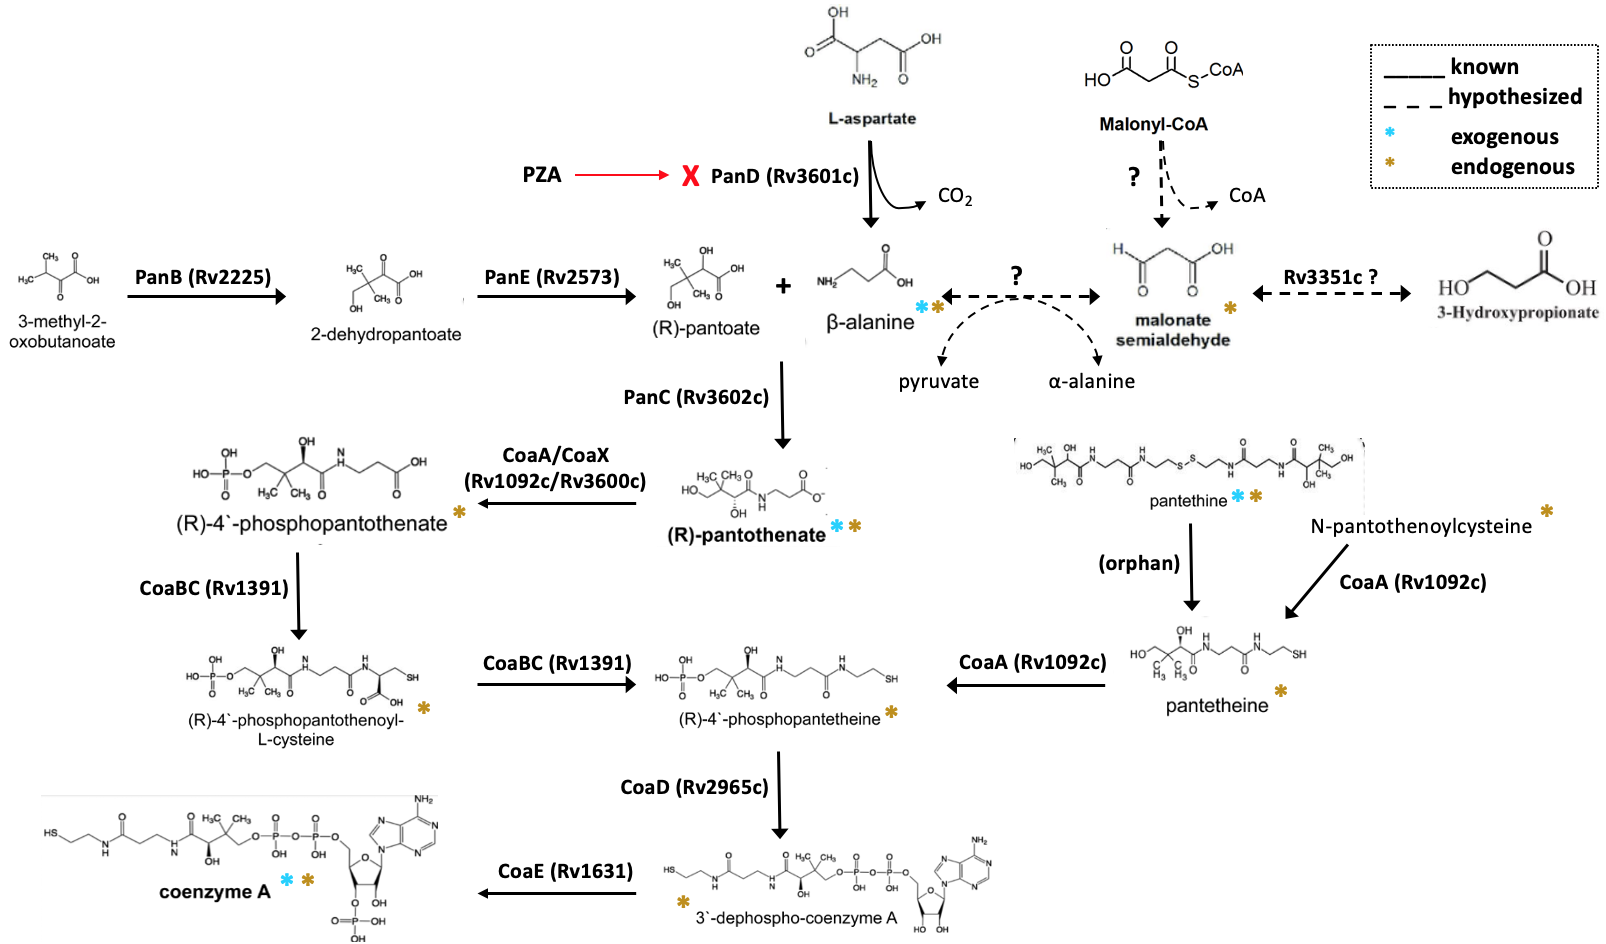 L-aspartate
Malonyl-CoA
known
hypothesized
* exogenous
* endogenous
PZA
X
PanD (Rv3601c)
CO2
?
CoA
PanB (Rv2225)
PanE (Rv2573)
+
?
Rv3351c ?
3-methyl-2-
oxobutanoate
2-dehydropantoate
(R)-pantoate
β-alanine
* *
malonate
semialdehyde
*
3-Hydroxypropionate
pyruvate
α-alanine
PanC (Rv3602c)
CoaA/CoaX
(Rv1092c/Rv3600c)
(R)-4`-phosphopantothenate
*
(R)-pantothenate
* *
pantethine
* *
N-pantothenoylcysteine
*
CoaBC (Rv1391)
(orphan)
CoaA (Rv1092c)
CoaBC (Rv1391)
CoaA (Rv1092c)
(R)-4`-phosphopantothenoyl-
L-cysteine
*
(R)-4`-phosphopantetheine
*
pantetheine
*
CoaD (Rv2965c)
coenzyme A
* *
CoaE (Rv1631)
*
3`-dephospho-coenzyme A